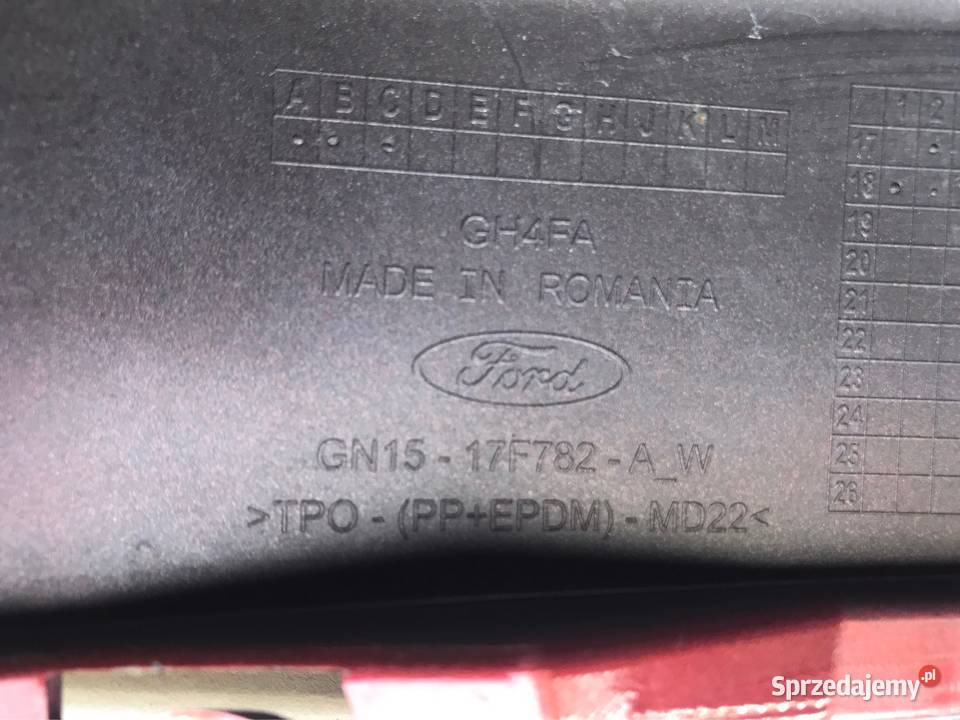 A B C D E F G H J K L M
1 2
17
18
19
20
21
22
23
24
25
26
GH4FA
MADE IN ROMANIA
Ford
GN15 - 17F782 - A_W
>TPO - (PP+EPDM) - MD22<
Sprzedajemy.pl